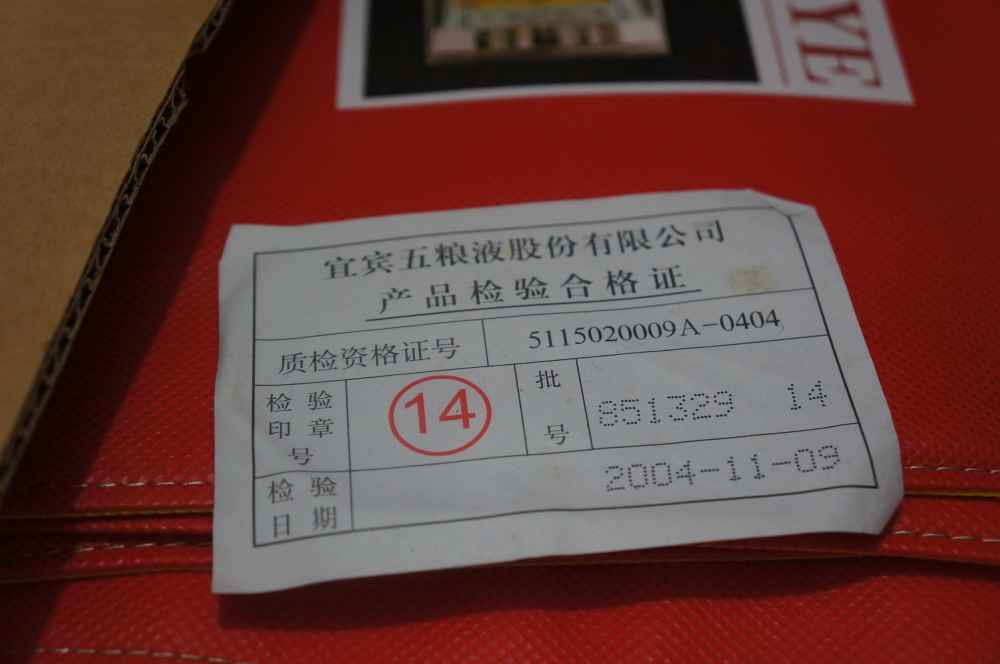 YE
宜宾五粮液股份有限公司
产品检验合格证
质检资格证号 5115020009A-0404
检验印章号 14 批号 851329 14
检验日期 2004-11-09